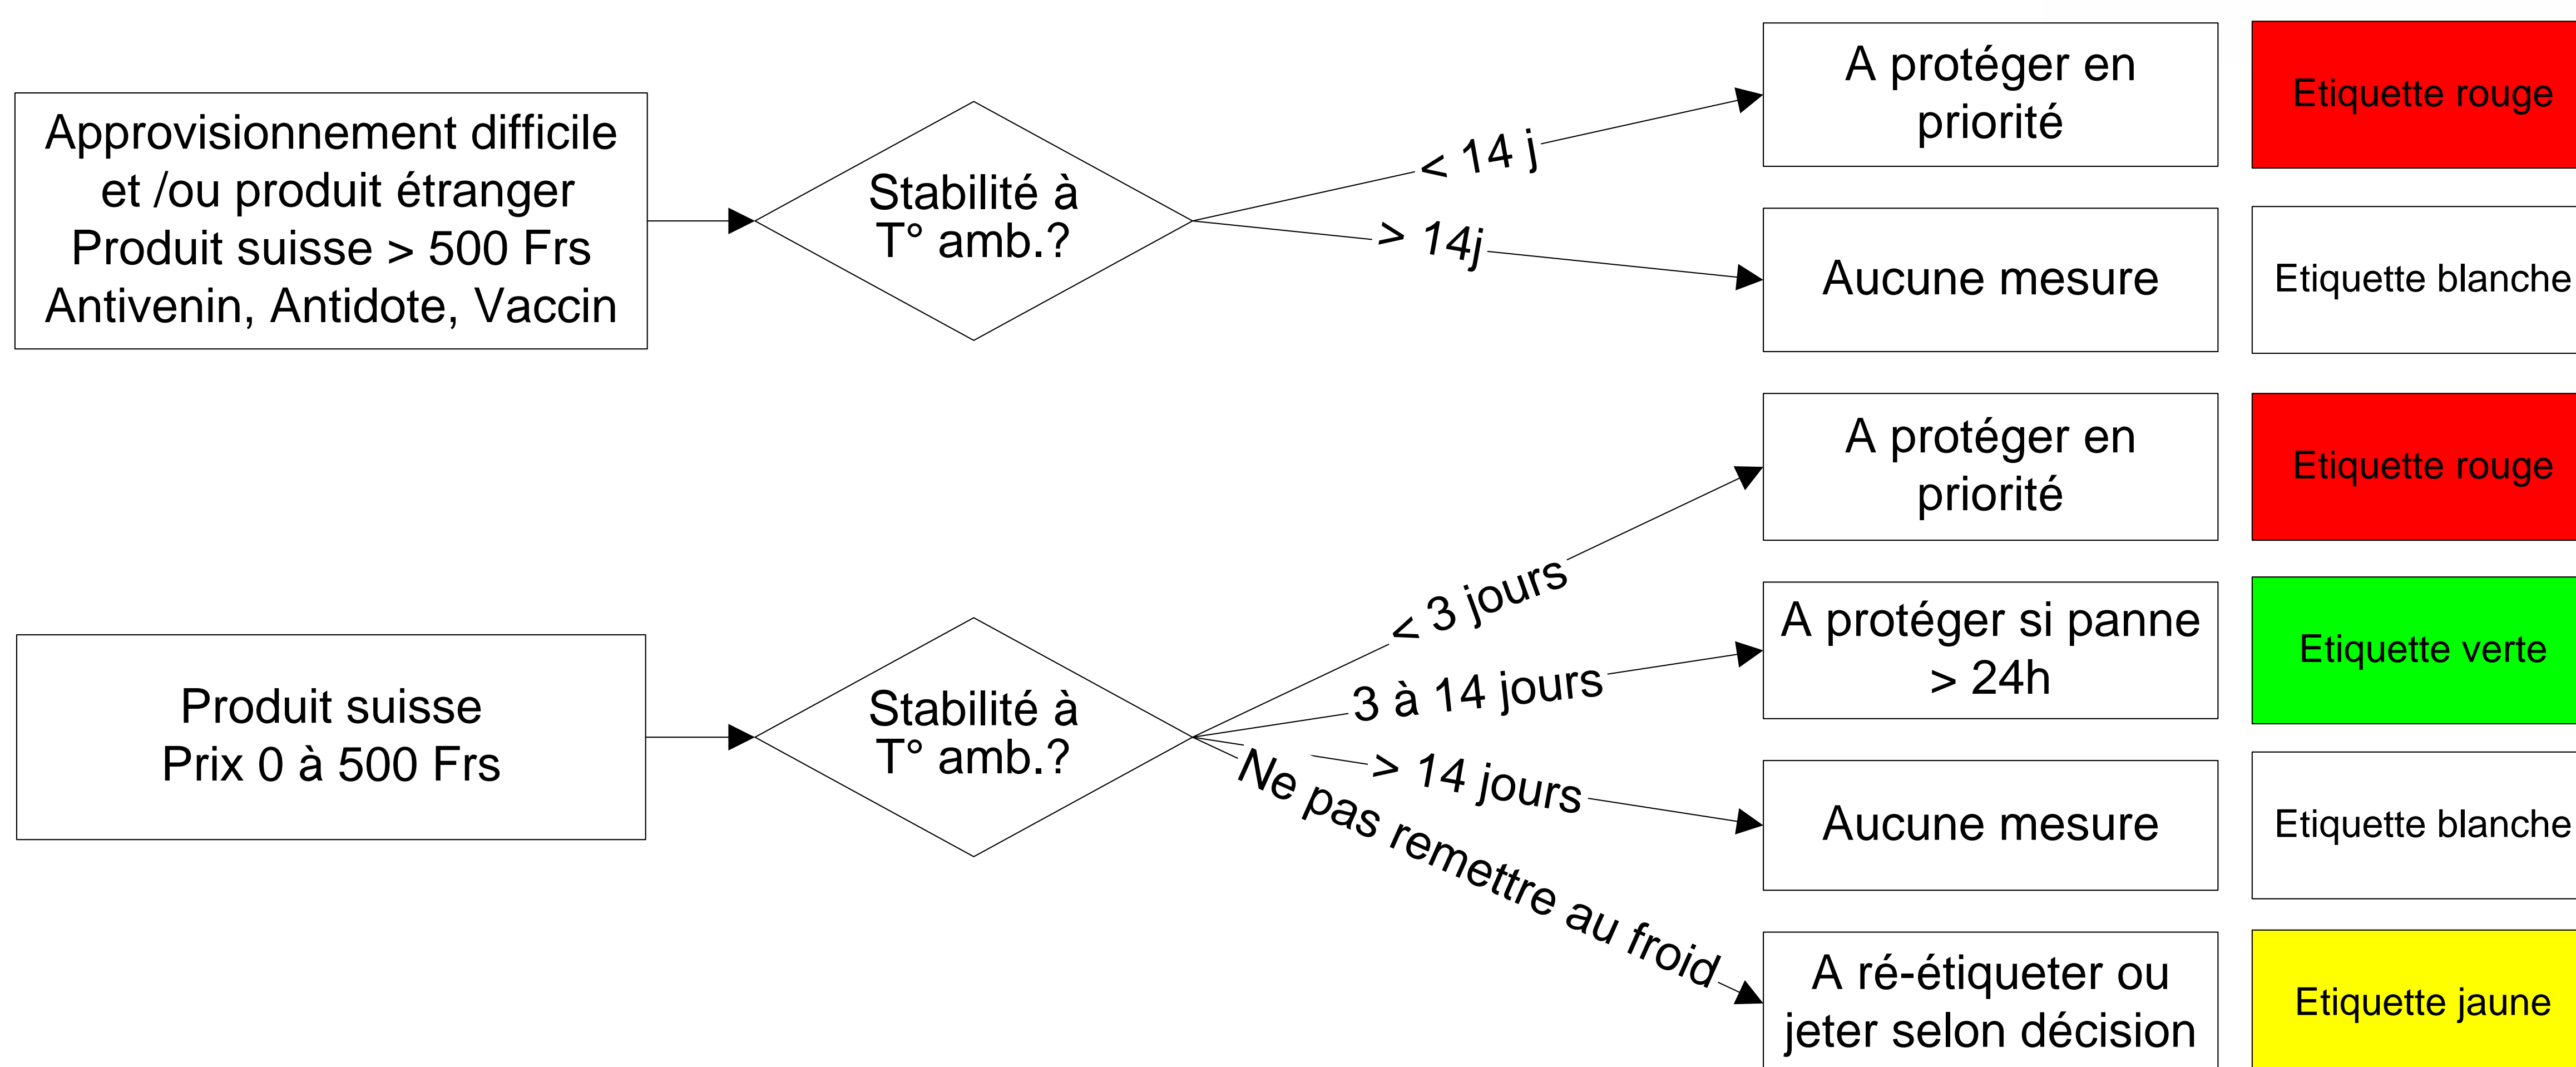 Approvisionnement difficile
et /ou produit étranger
Produit suisse > 500 Frs
Antivenin, Antidote, Vaccin
Stabilité à
T° amb.?
< 14 j
> 14j
A protéger en
priorité
Etiquette rouge
Aucune mesure
Etiquette blanche
Produit suisse
Prix 0 à 500 Frs
Stabilité à
T° amb.?
< 3 jours
3 à 14 jours
> 14 jours
Ne pas remettre au froid
A protéger en
priorité
Etiquette rouge
A protéger si panne
> 24h
Etiquette verte
Aucune mesure
Etiquette blanche
A ré-étiqueter ou
jeter selon décision
Etiquette jaune